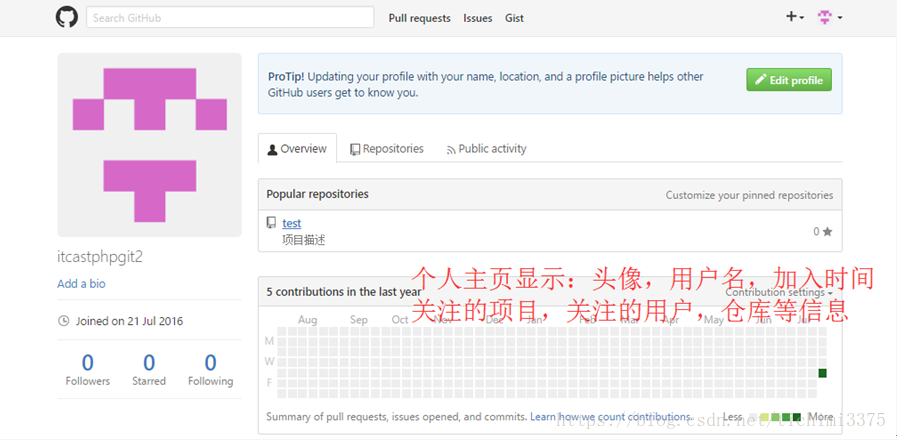 Search GitHub
Pull requests Issues Gist
ProTip! Updating your profile with your name, location, and a profile picture helps other
GitHub users get to know you.
Edit profile
Overview Repositories Public activity
Popular repositories Customize your pinned repositories
test
项目描述
0
itcastphpgit2
Add a bio
Joined on 21 Jul 2016
0 0 0
Followers Starred Following
个人主页显示：头像，用户名，加入时间
关注的项目，关注的用户，仓库等信息
5 contributions in the last year Contribution settings
Aug Sep Oct Nov Dec Jan Feb Mar Apr May Jun Jul
M
W
F
Summary of pull requests, issues opened, and commits. Learn how we count contributions. Less More